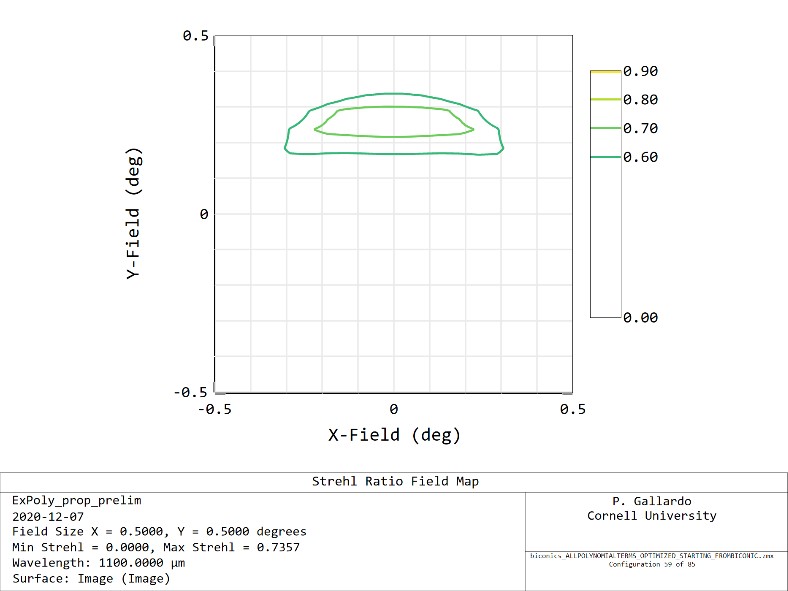 0.5
0
-0.5
Y-Field (deg)
-0.5 0 0.5
X-Field (deg)
0.90
0.80
0.70
0.60
0.00
Strehl Ratio Field Map
ExPoly_prop_prelim
2020-12-07
Field Size X = 0.5000, Y = 0.5000 degrees
Min Strehl = 0.0000, Max Strehl = 0.7357
Wavelength: 1100.0000 µm
Surface: Image (Image)
P. Gallardo
Cornell University
biconics_ALLPOLYNOMIALTERMS_OPTIMIZED_STARTING_FROMBICONIC.zmx
Configuration 59 of 85